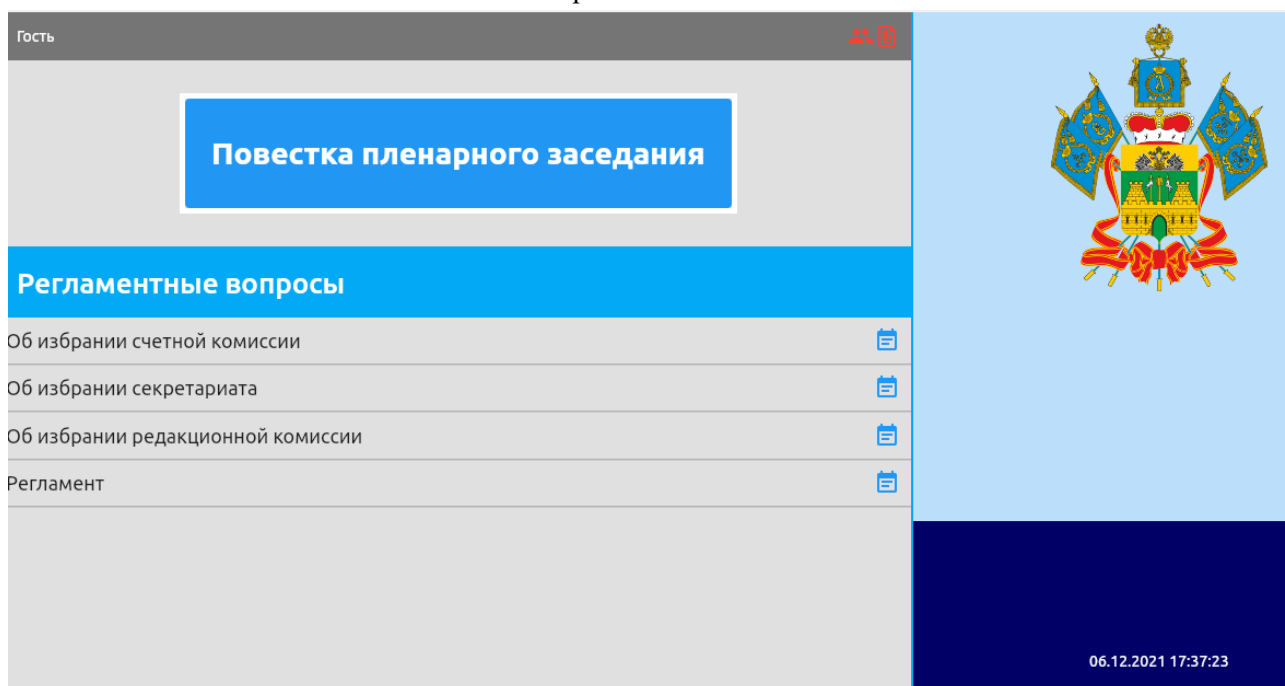 Гость
Повестка пленарного заседания
Регламентные вопросы
Об избрании счетной комиссии
Об избрании секретариата
Об избрании редакционной комиссии
Регламент
06.12.2021 17:37:23